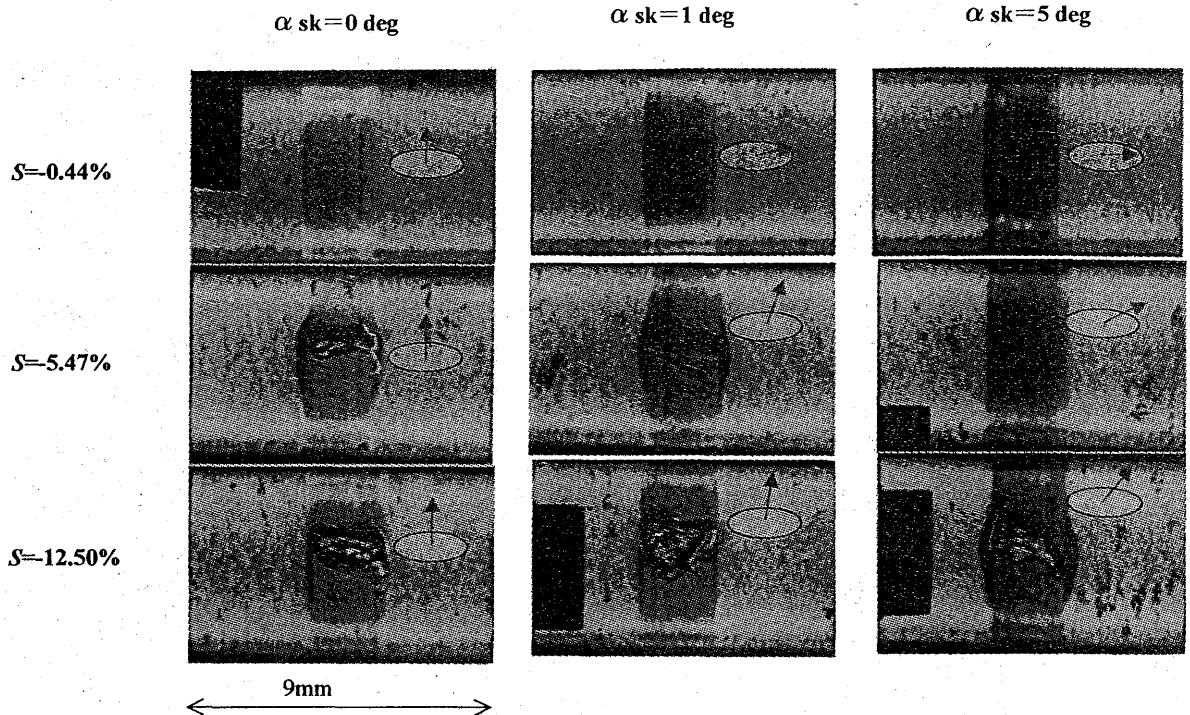 α sk=0 deg
α sk=1 deg
α sk=5 deg
S=-0.44%
S=-5.47%
S=-12.50%
9mm